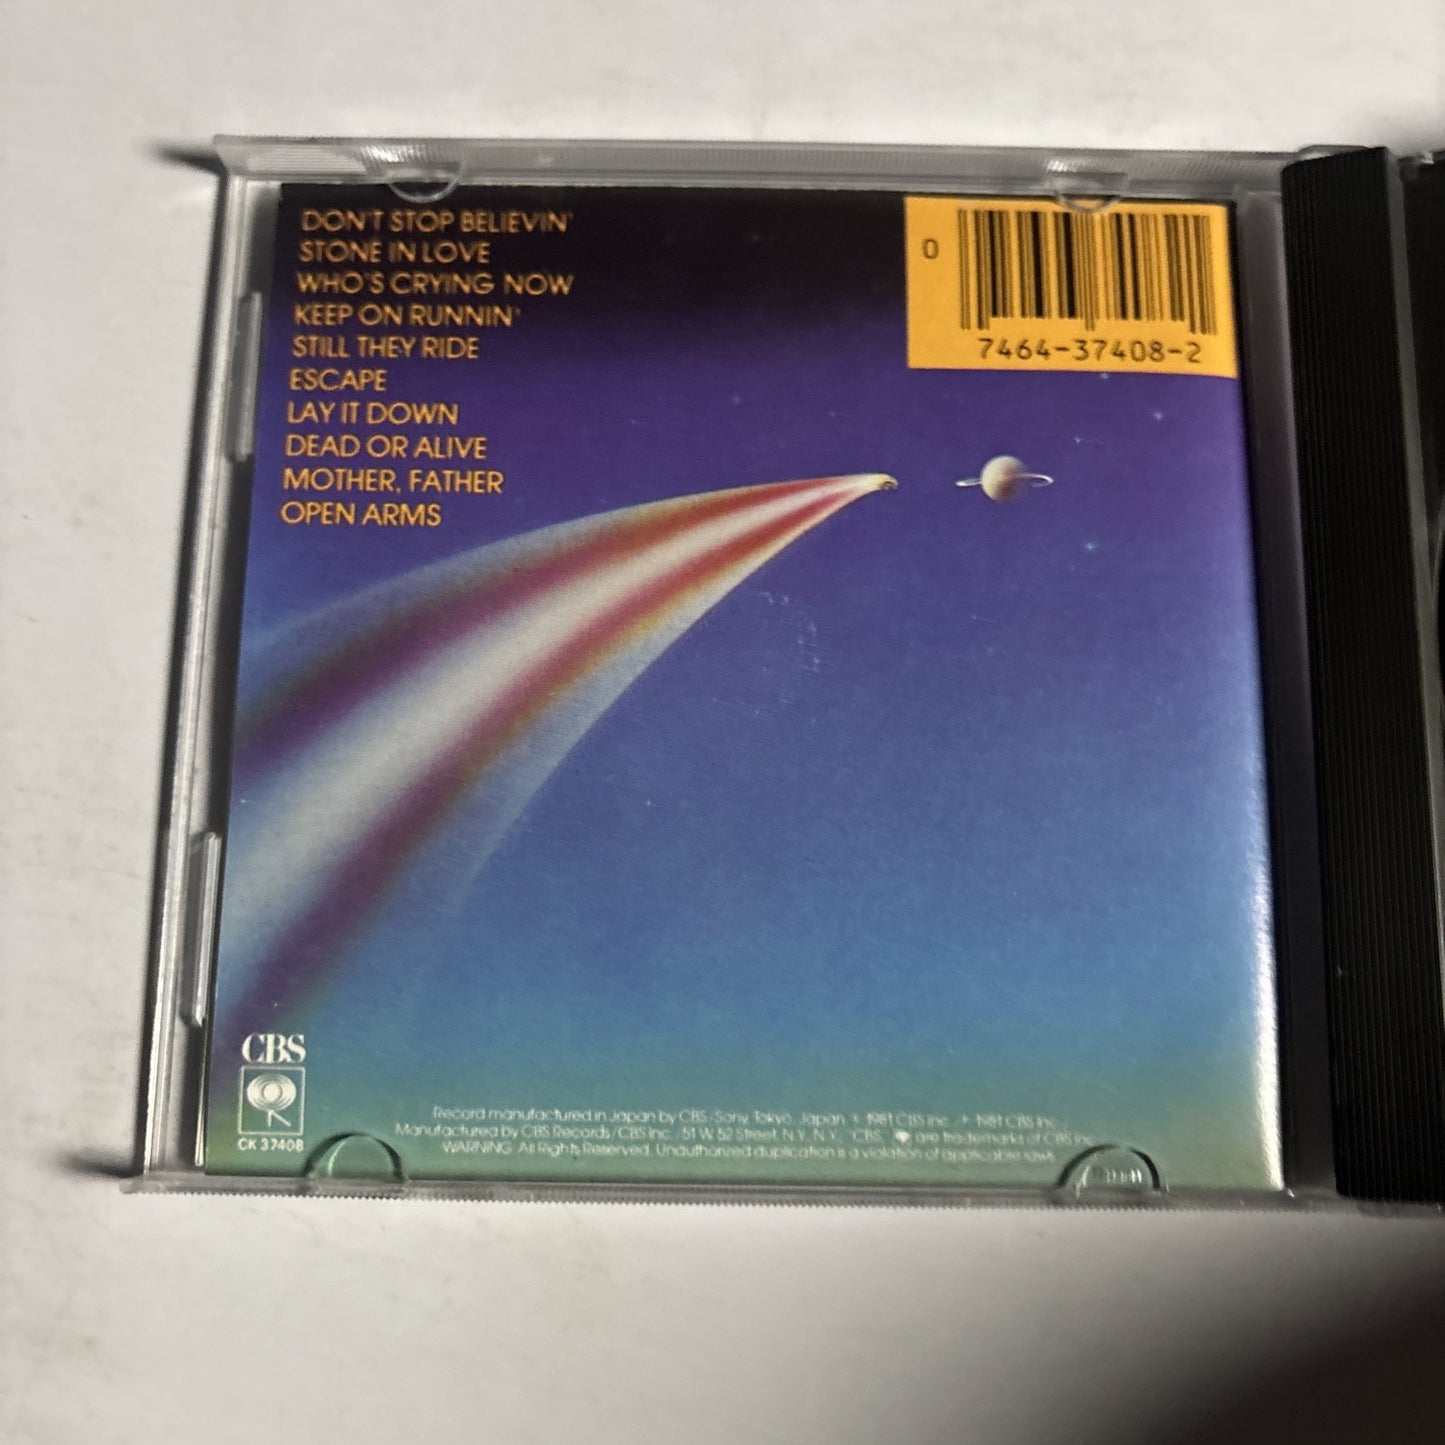 DON'T STOP BELIEVIN'
STONE IN LOVE
WHO'S CRYING NOW
KEEP ON RUNNIN'
STILL THEY RIDE
ESCAPE
LAY IT DOWN
DEAD OR ALIVE
MOTHER, FATHER
OPEN ARMS
0
7464-37408-2
CBS
CK 37408
Record manufactured in Japan by CBS/Sony, Tokyo, Japan 1981 CBS Inc./ 1981 CBS Inc.
Manufactured by CBS Records/CBS Inc. 51 W. 52 Street, N.Y., N.Y. "CBS," are trademarks of CBS Inc.
WARNING: All Rights Reserved. Unauthorized duplication is a violation of applicable laws.